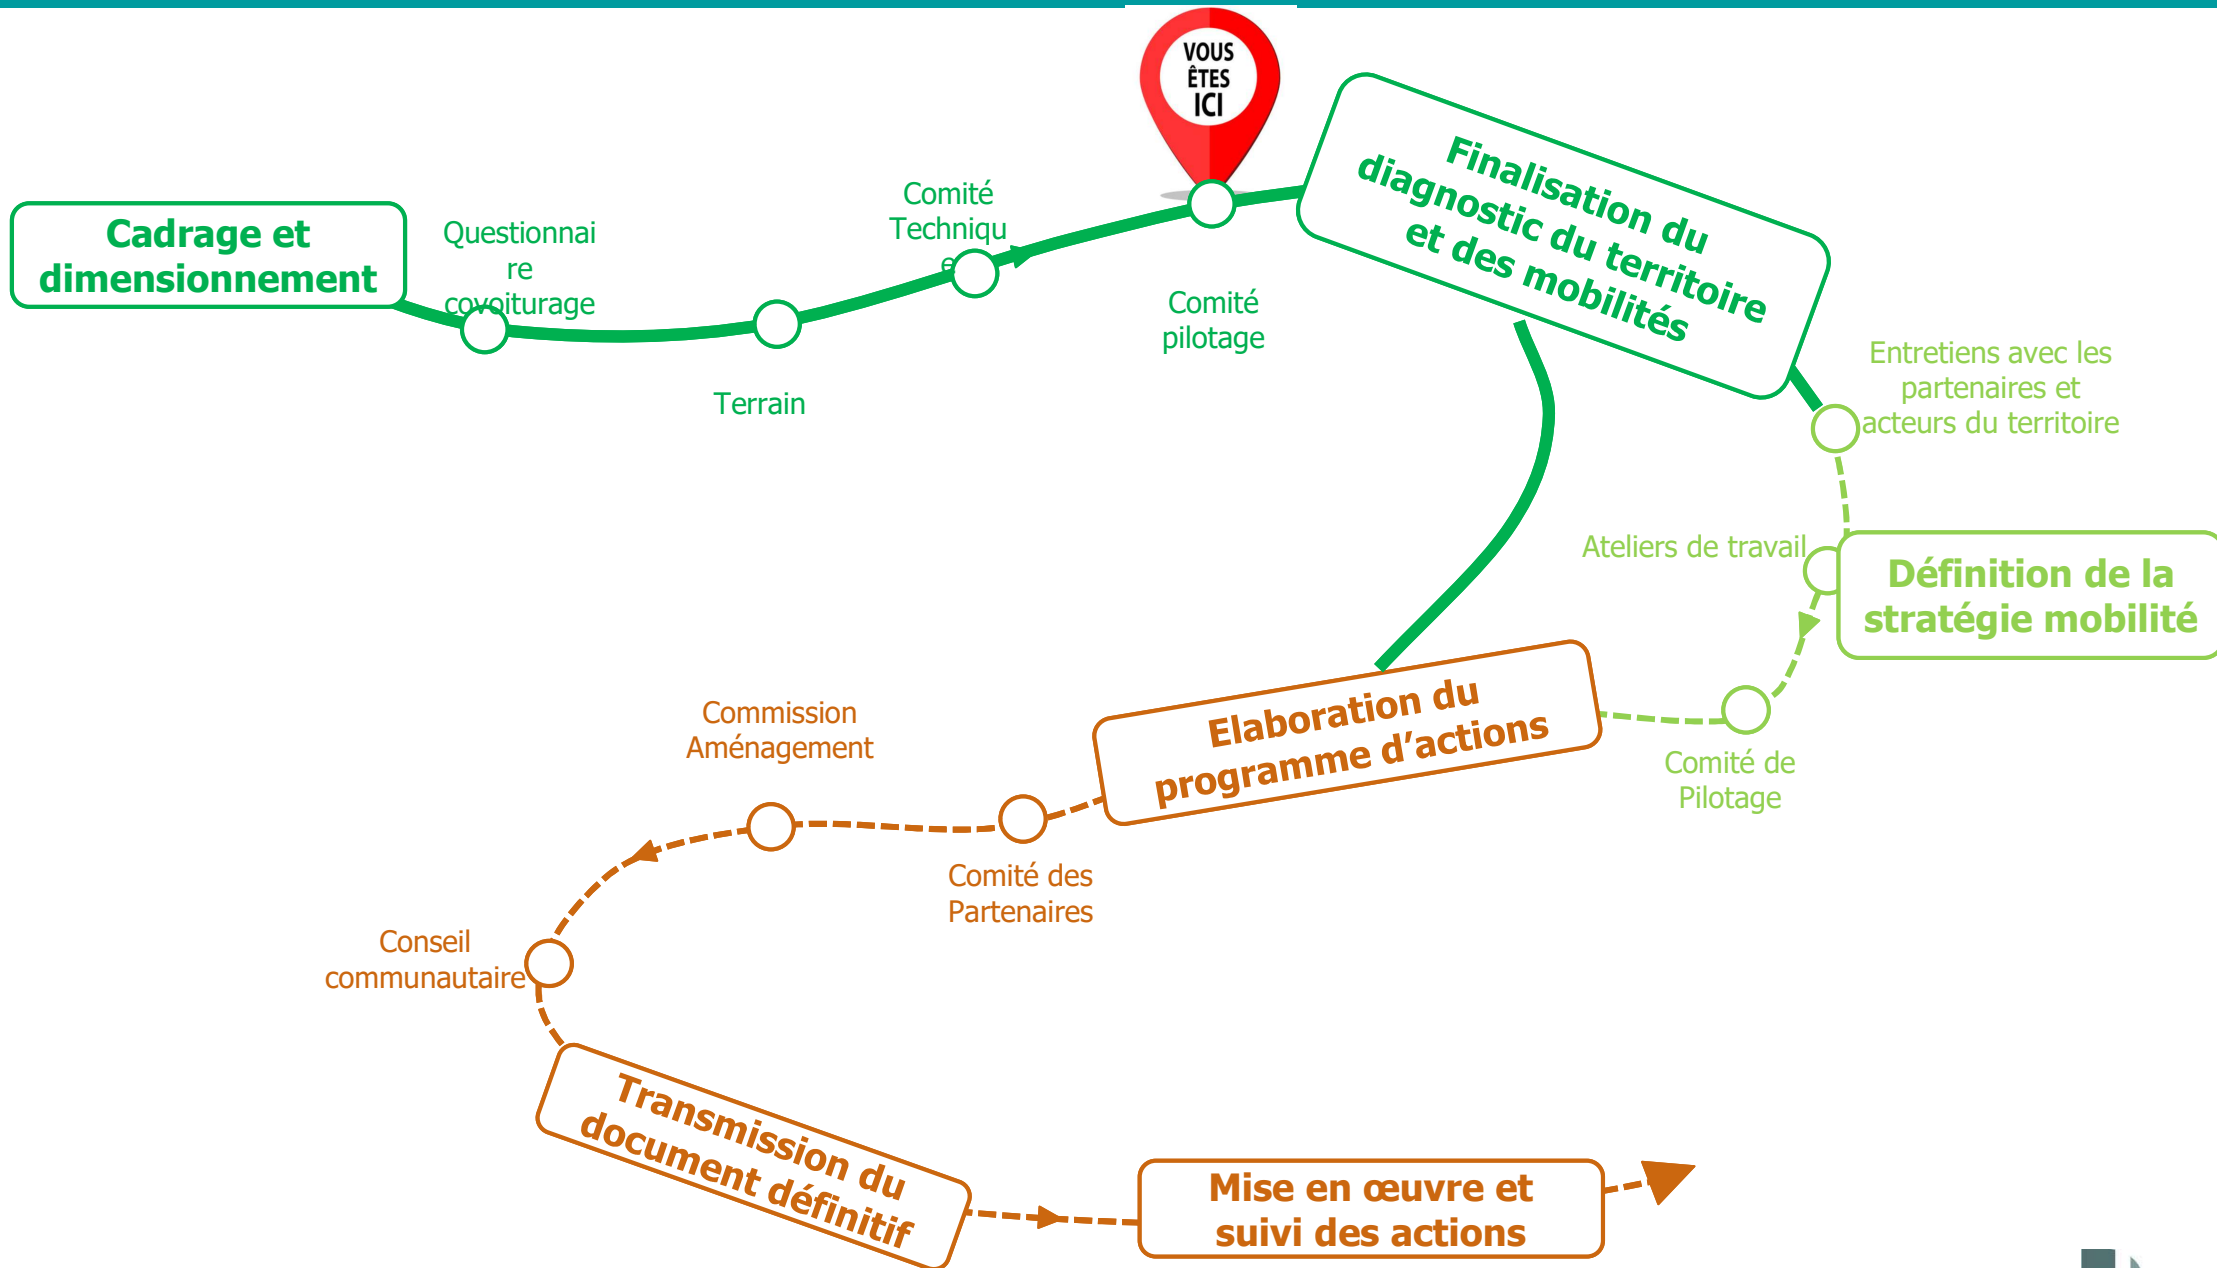 VOUS
ÊTES
ICI
Cadrage et
dimensionnement
Questionnai
re
covoiturage
Terrain
Comité
Techniqu
e
Comité
pilotage
Finalisation du
diagnostic du territoire
et des mobilités
Entretiens avec les
partenaires et
acteurs du territoire
Ateliers de travail
Définition de la
stratégie mobilité
Comité de
Pilotage
Elaboration du
programme d’actions
Comité des
Partenaires
Commission
Aménagement
Conseil
communautaire
Transmission du
document définitif
Mise en œuvre et
suivi des actions